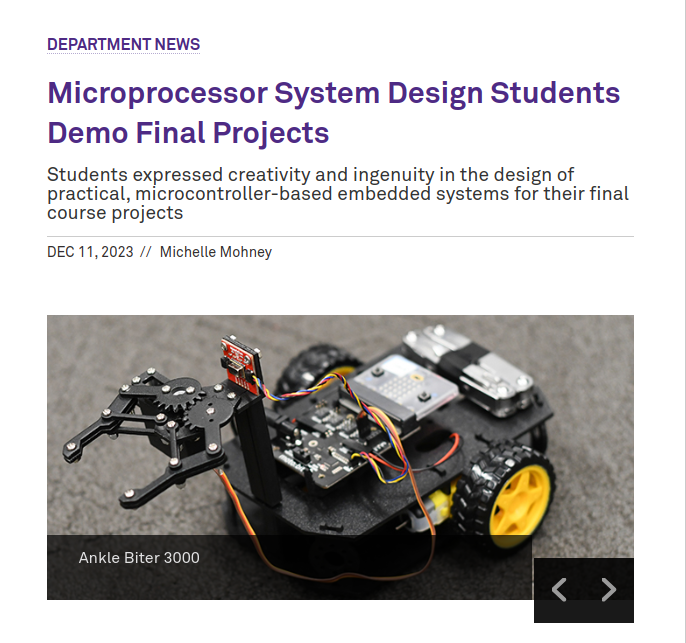 DEPARTMENT NEWS
Microprocessor System Design Students
Demo Final Projects
Students expressed creativity and ingenuity in the design of
practical, microcontroller-based embedded systems for their final
course projects
DEC 11, 2023 // Michelle Mohney
Ankle Biter 3000